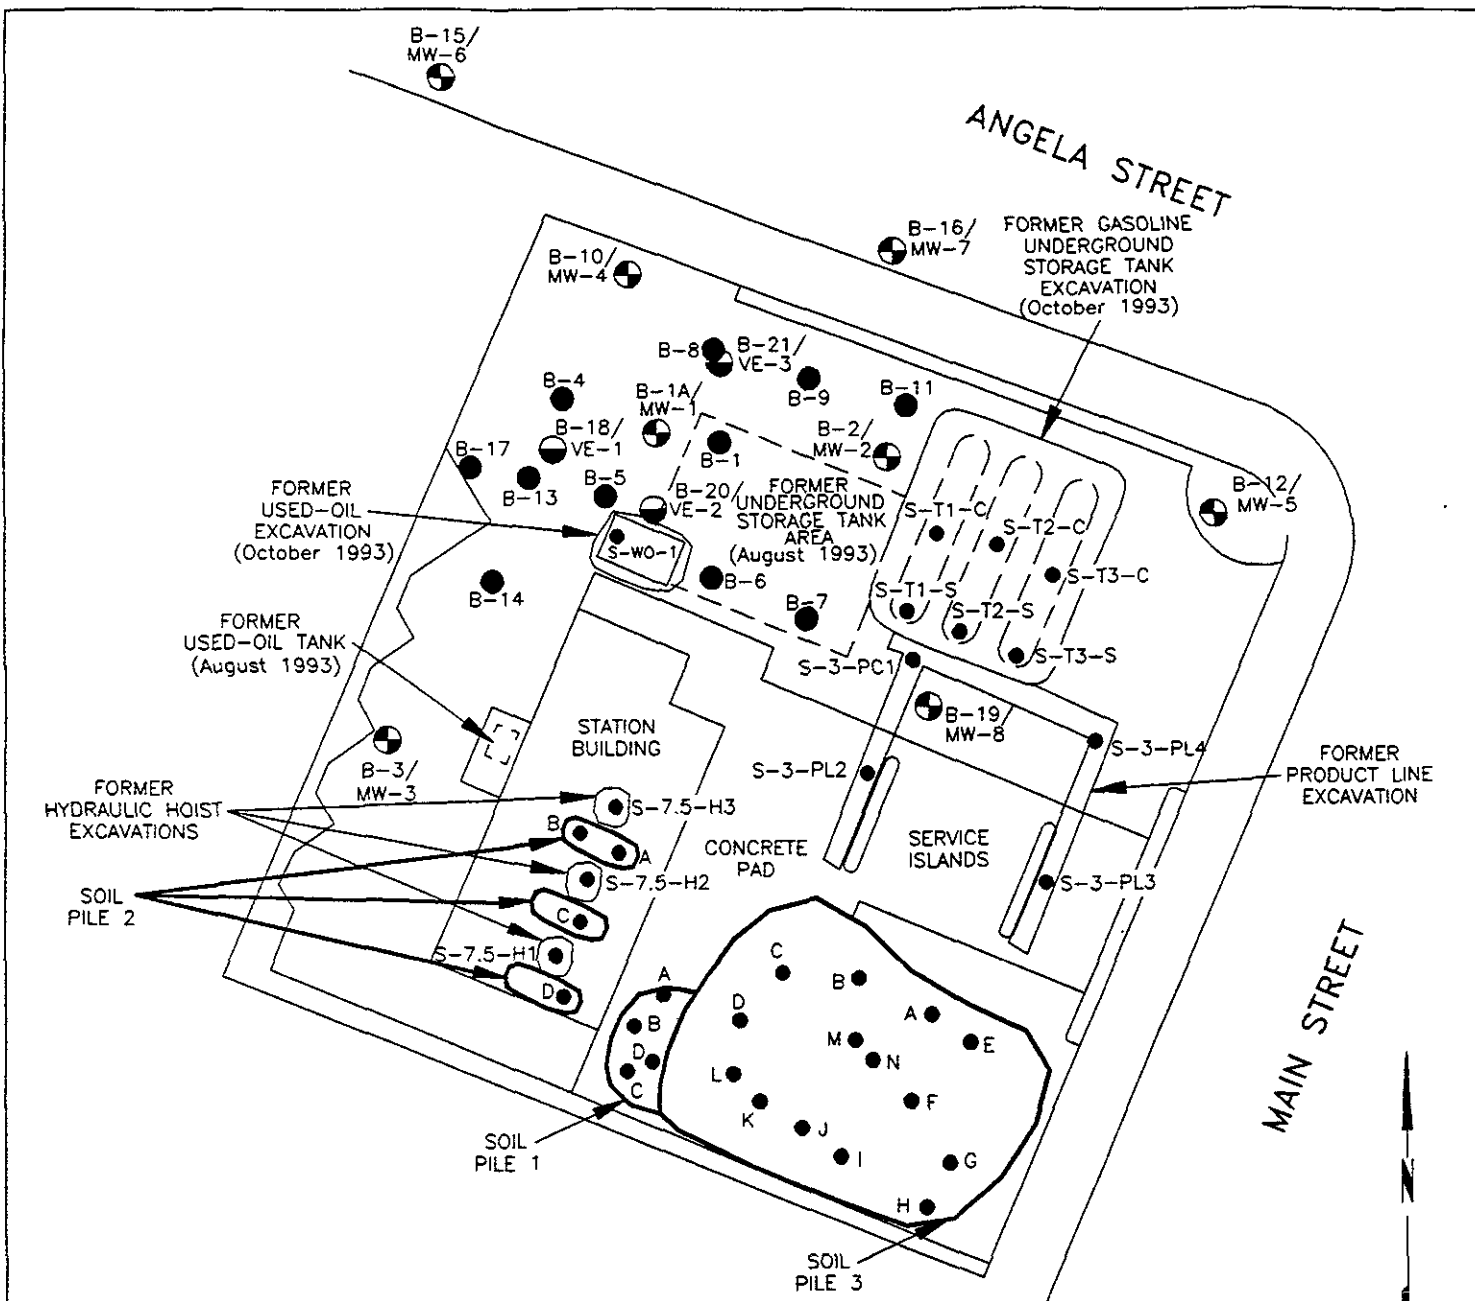 B-15/
MW-6
ANGELA STREET
B-16/
MW-7
FORMER GASOLINE
UNDERGROUND
STORAGE TANK
EXCAVATION
(October 1993)
B-10/
MW-4
B-8
B-21/
VE-3
B-9
B-11
B-4
B-1A/
MW-1
B-18/
VE-1
B-2/
MW-2
B-17
B-13
B-5
B-1
B-20/
VE-2
FORMER
UNDERGROUND
STORAGE TANK
AREA
(August 1993)
B-12/
MW-5
FORMER
USED-OIL
EXCAVATION
(October 1993)
S-WO-1
S-T1-C
S-T2-C
S-T3-C
B-14
B-6
B-7
S-T1-S
S-T2-S
S-T3-S
FORMER
USED-OIL TANK
(August 1993)
S-3-PC1
B-19/
MW-8
S-3-PL4
STATION
BUILDING
B-3/
MW-3
S-3-PL2
FORMER
PRODUCT LINE
EXCAVATION
FORMER
HYDRAULIC HOIST
EXCAVATIONS
S-7.5-H3
B
A
CONCRETE
PAD
SERVICE
ISLANDS
S-7.5-H2
S-3-PL3
SOIL
PILE 2
C
S-7.5-H1
D
A
B
D
C
C
B
D
A
E
M
N
L
K
F
J
I
G
H
MAIN STREET
SOIL
PILE 1
SOIL
PILE 3
N